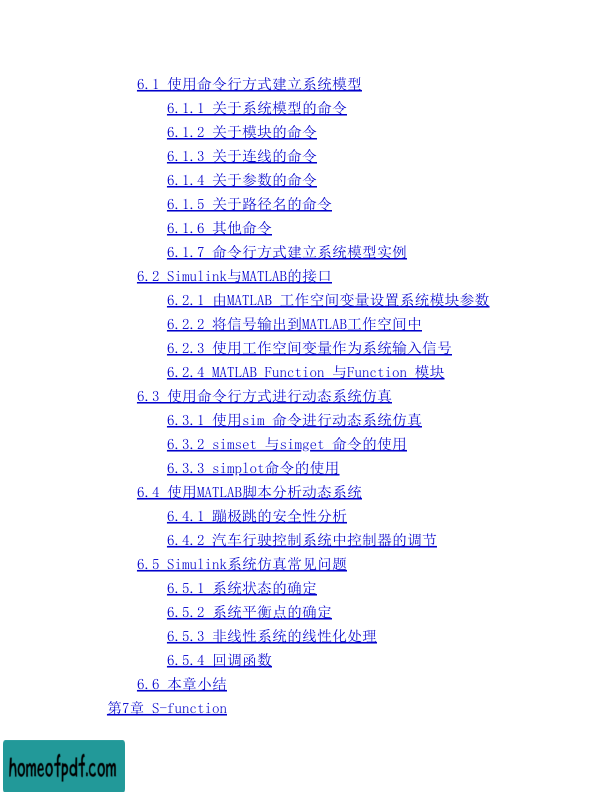 6.1 使用命令行方式建立系统模型
6.1.1 关于系统模型的命令
6.1.2 关于模块的命令
6.1.3 关于连线的命令
6.1.4 关于参数的命令
6.1.5 关于路径名的命令
6.1.6 其他命令
6.1.7 命令行方式建立系统模型实例
6.2 Simulink与MATLAB的接口
6.2.1 由MATLAB 工作空间变量设置系统模块参数
6.2.2 将信号输出到MATLAB工作空间中
6.2.3 使用工作空间变量作为系统输入信号
6.2.4 MATLAB Function 与Function 模块
6.3 使用命令行方式进行动态系统仿真
6.3.1 使用sim 命令进行动态系统仿真
6.3.2 simset 与simget 命令的使用
6.3.3 simplot命令的使用
6.4 使用MATLAB脚本分析动态系统
6.4.1 蹦极跳的安全性分析
6.4.2 汽车行驶控制系统中控制器的调节
6.5 Simulink系统仿真常见问题
6.5.1 系统状态的确定
6.5.2 系统平衡点的确定
6.5.3 非线性系统的线性化处理
6.5.4 回调函数
6.6 本章小结
第7章 S-function
homeofpdf.com